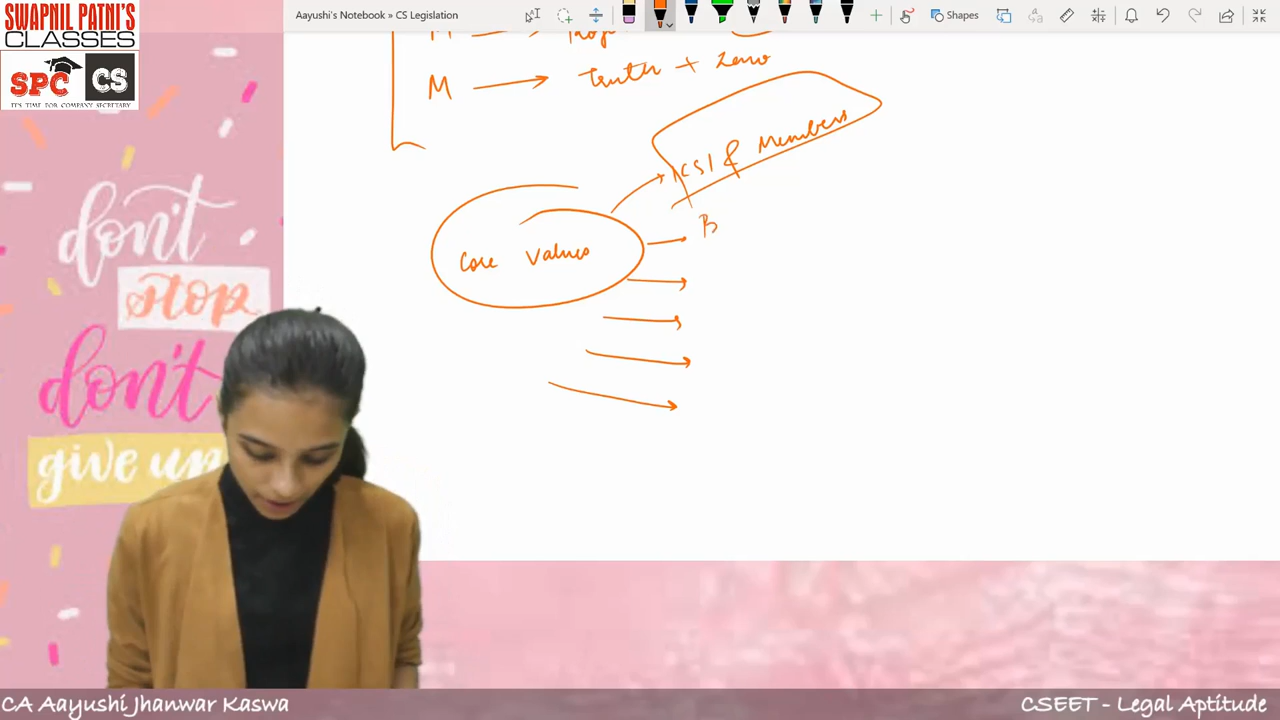 SWAPNIL PATNI'S
CLASSES
SPC CS
IT'S TIME FOR COMPANY SECRETARY
Aayushi's Notebook » CS Legislation
Shapes
M
M → Truth + Zero
ICSI & Members
B
Core Values
don't
stop
don't
give up
CA Aayushi Jhanwar Kaswa
CSEET - Legal Aptitude